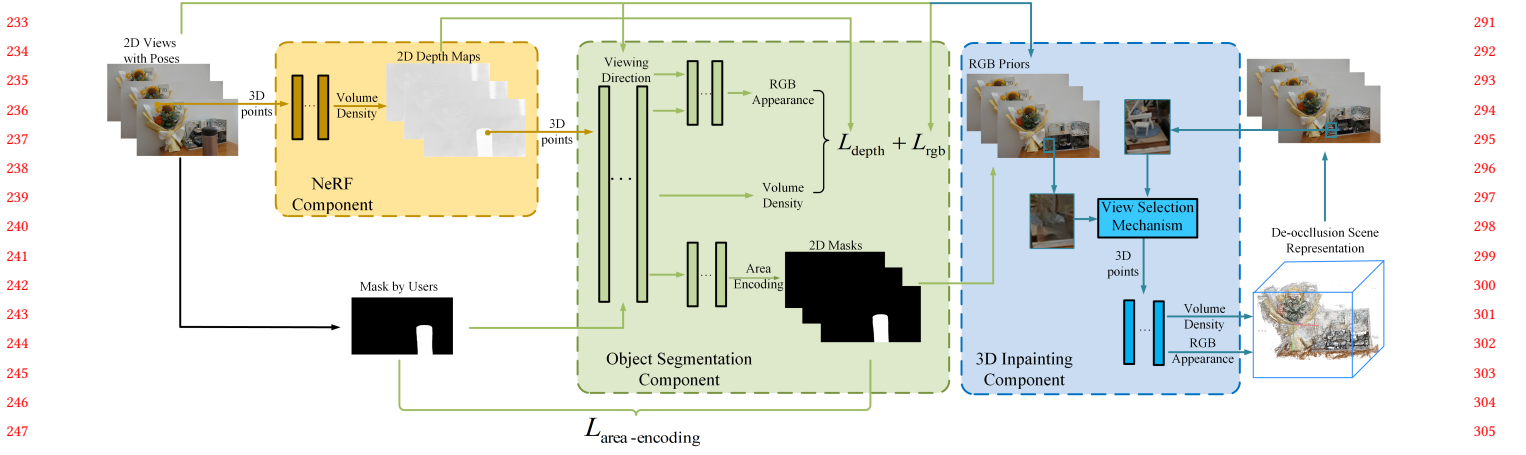 233
234
235
236
237
238
239
240
241
242
243
244
245
246
247
2D Views
with Poses
3D
points
Volume
Density
2D Depth Maps
NeRF
Component
3D
points
Mask by Users
Viewing
Direction
RGB
Appearance
L_depth + L_rgb
Volume
Density
Area
Encoding
2D Masks
Object Segmentation
Component
L_area-encoding
RGB Priors
View Selection
Mechanism
3D
points
Volume
Density
RGB
Appearance
3D Inpainting
Component
De-occllusion Scene
Representation
291
292
293
294
295
296
297
298
299
300
301
302
303
304
305